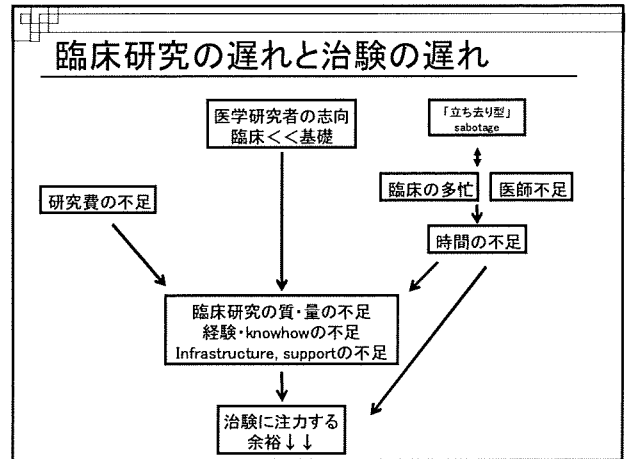 臨床研究の遅れと治験の遅れ
医学研究者の志向
臨床<<基礎
「立ち去り型」
sabotage
研究費の不足
臨床の多忙
医師不足
時間の不足
臨床研究の質・量の不足
経験・knowhowの不足
Infrastructure, supportの不足
治験に注力する
余裕↓↓